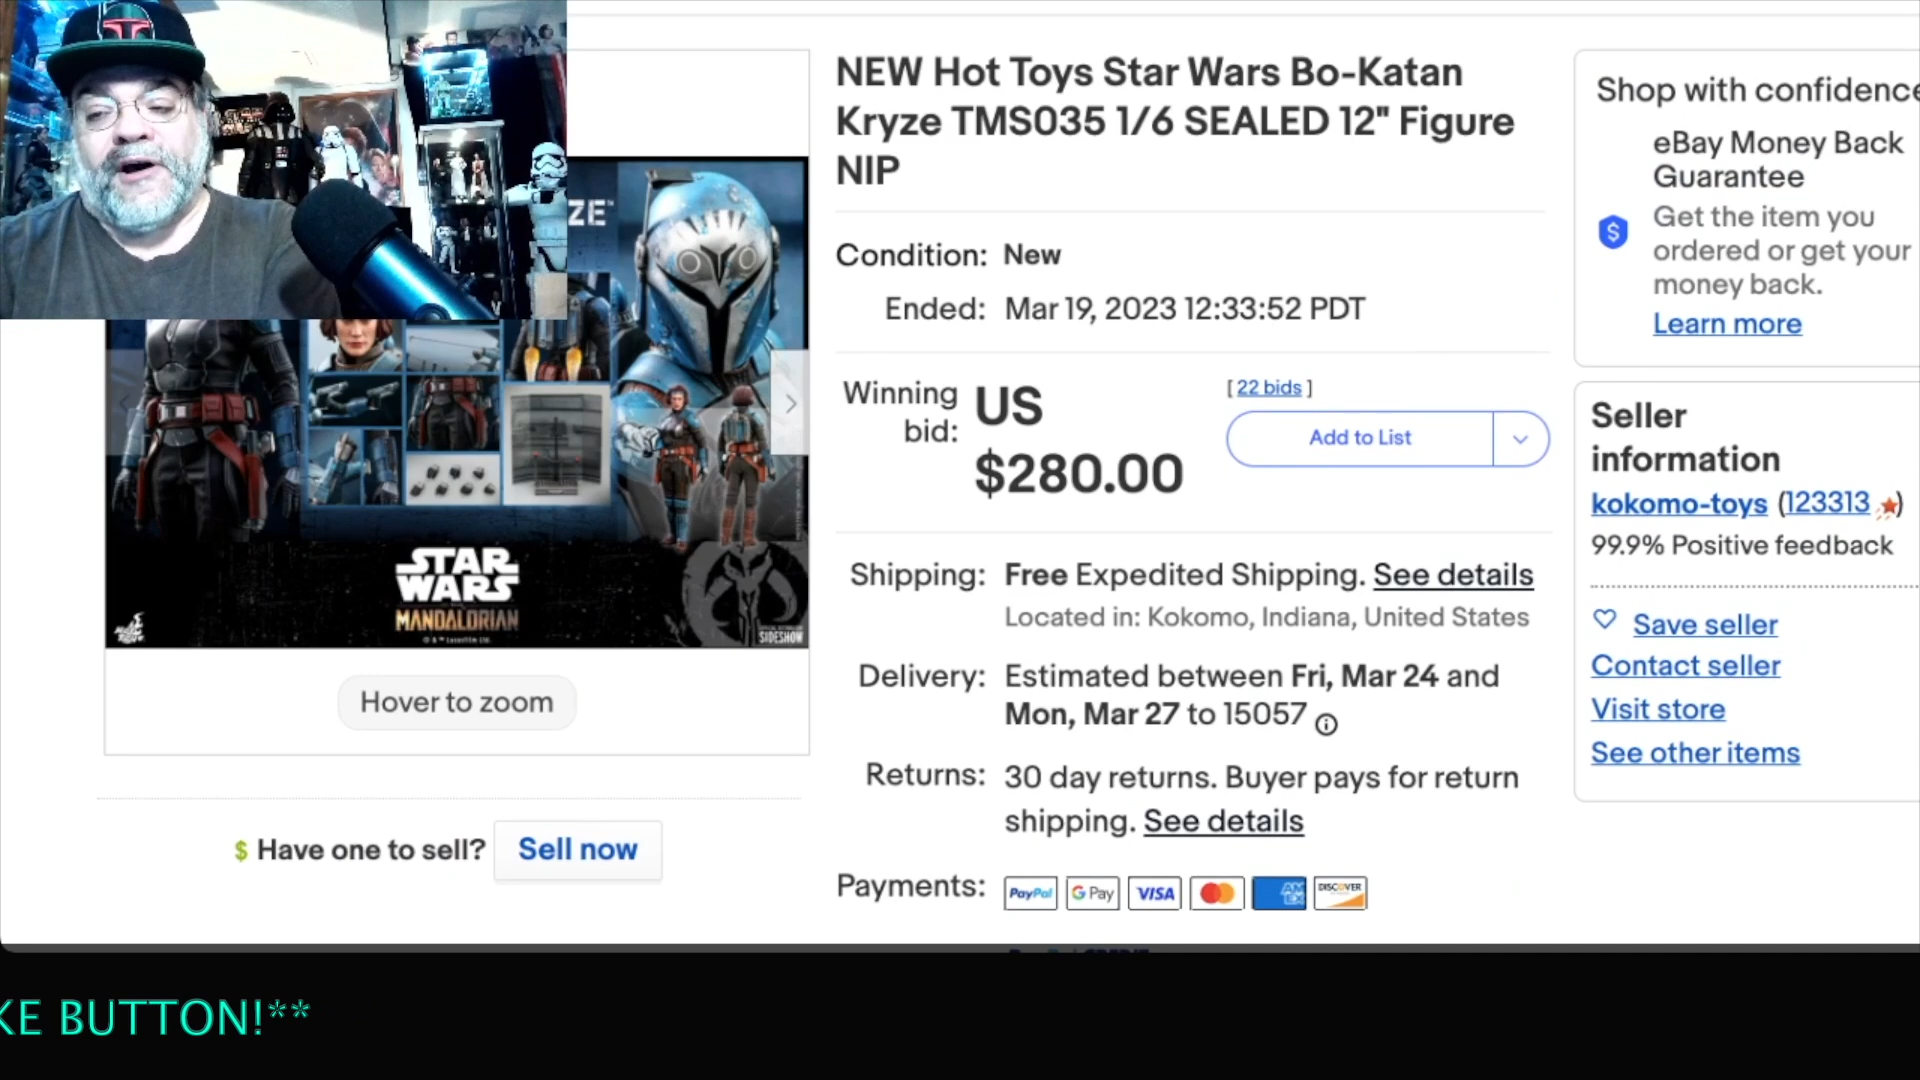 NEW Hot Toys Star Wars Bo-Katan
Kryze TMS035 1/6 SEALED 12" Figure
NIP
Condition: New
Ended: Mar 19, 2023 12:33:52 PDT
Winning
bid:
US
$280.00
[ 22 bids ]
Add to List
Shipping: Free Expedited Shipping. See details
Located in: Kokomo, Indiana, United States
Delivery: Estimated between Fri, Mar 24 and
Mon, Mar 27 to 15057
Returns: 30 day returns. Buyer pays for return
shipping. See details
Payments: PayPal G Pay VISA AM EX DISCOVER
ZE™
STAR
WARS
MANDALORIAN
SIDESHOW
Hover to zoom
$ Have one to sell? Sell now
Shop with confidence
eBay Money Back
Guarantee
Get the item you
ordered or get your
money back.
Learn more
Seller
information
kokomo-toys (123313)
99.9% Positive feedback
Save seller
Contact seller
Visit store
See other items
KE BUTTON!**